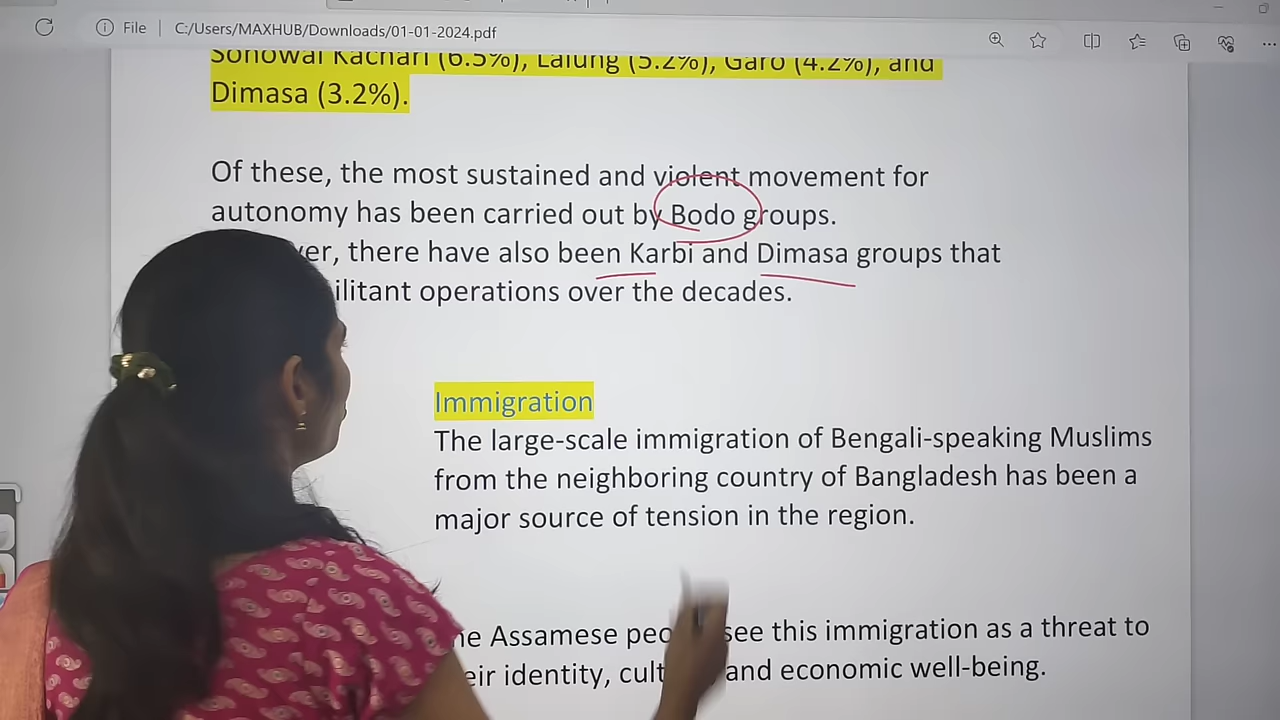 File
C:/Users/MAXHUB/Downloads/01-01-2024.pdf
Sonowal Kachari (6.5%), Lalung (5.2%), Garo (4.2%), and
Dimasa (3.2%).
Of these, the most sustained and violent movement for
autonomy has been carried out by Bodo groups.
er, there have also been Karbi and Dimasa groups that
ilitant operations over the decades.
Immigration
The large-scale immigration of Bengali-speaking Muslims
from the neighboring country of Bangladesh has been a
major source of tension in the region.
he Assamese peo see this immigration as a threat to
eir identity, cult and economic well-being.